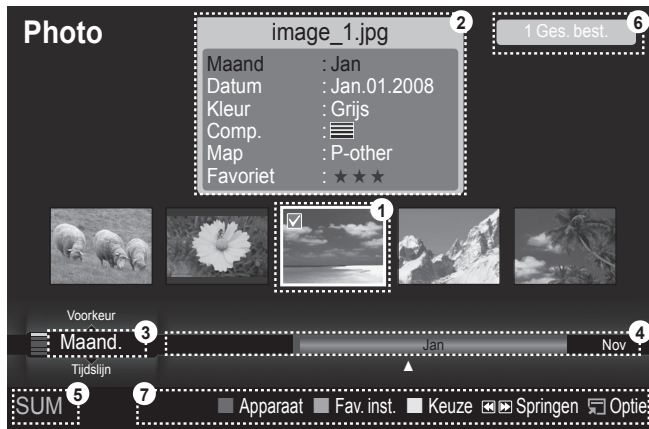 Photo
image_1.jpg
2
1 Ges. best.
6
Maand : Jan
Datum : Jan.01.2008
Kleur : Grijs
Comp. :
Map : P-other
Favoriet : ★★★
1
Voorkeur
3
Maand.
Jan
Nov
4
Tijdslijn
5
7
SUM
Apparaat
Fav. inst.
Keuze
Springen
Optie